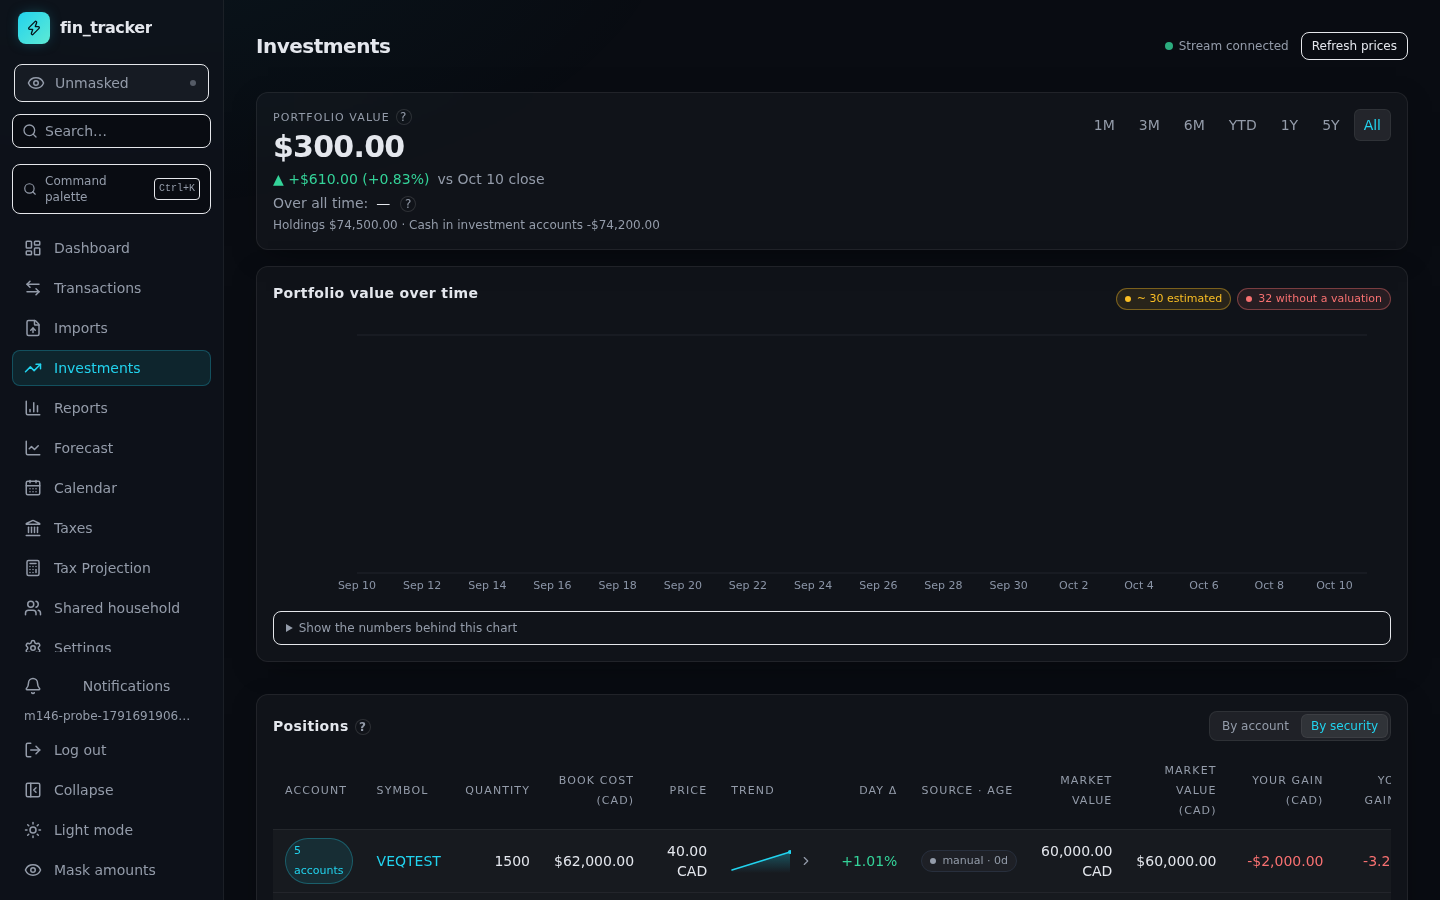 fin_tracker
Unmasked
Search...
Command palette
Ctrl+K
Dashboard
Transactions
Imports
Investments
Reports
Forecast
Calendar
Taxes
Tax Projection
Shared household
Settings
Notifications
m146-probe-1791691906...
Log out
Collapse
Light mode
Mask amounts
Investments
Stream connected
Refresh prices
PORTFOLIO VALUE ?
$300.00
▲ +$610.00 (+0.83%) vs Oct 10 close
Over all time: — ?
Holdings $74,500.00 · Cash in investment accounts -$74,200.00
1M 3M 6M YTD 1Y 5Y All
Portfolio value over time
~ 30 estimated
32 without a valuation
Sep 10 Sep 12 Sep 14 Sep 16 Sep 18 Sep 20 Sep 22 Sep 24 Sep 26 Sep 28 Sep 30 Oct 2 Oct 4 Oct 6 Oct 8 Oct 10
▶ Show the numbers behind this chart
Positions ?
By account By security
ACCOUNT SYMBOL QUANTITY BOOK COST (CAD) PRICE TREND DAY Δ SOURCE · AGE MARKET VALUE MARKET VALUE (CAD) YOUR GAIN (CAD)
5 accounts VEQTEST 1500 $62,000.00 40.00 CAD +1.01% manual · 0d 60,000.00 CAD $60,000.00 -$2,000.00 -3.2